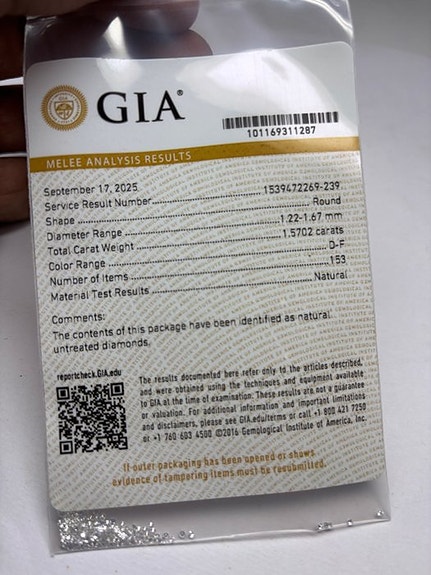 GIA®
101169311287
MELEE ANALYSIS RESULTS
September 17, 2025
Service Result Number 1539472269-239
Shape Round
Diameter Range 1.22-1.67 mm
Total Carat Weight 1.5702 carats
Color Range D-F
Number of Items 153
Material Test Results Natural
Comments:
The contents of this package have been identified as natural
untreated diamonds.
reportcheck.GIA.edu
The results documented here refer only to the articles described,
and were obtained using the techniques and equipment available
to GIA at the time of examination. These results are not a guarantee
or valuation. For additional information and important limitations
and disclaimers, please see GIA.edu/terms or call +1 800 421 7250
or +1 760 603 4500 ©2016 Gemological Institute of America, Inc.
If outer packaging has been opened or shows
evidence of tampering items must be resubmitted.